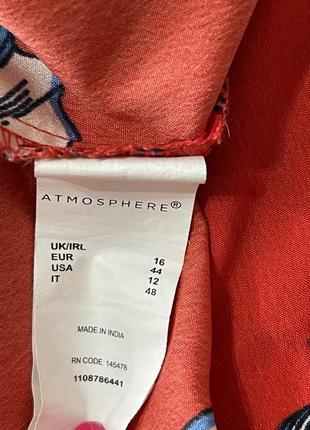 ATMOSPHERE®
UK/IRL 16
EUR 44
USA 12
IT 48
MADE IN INDIA
RN CODE: 145478
1108786441